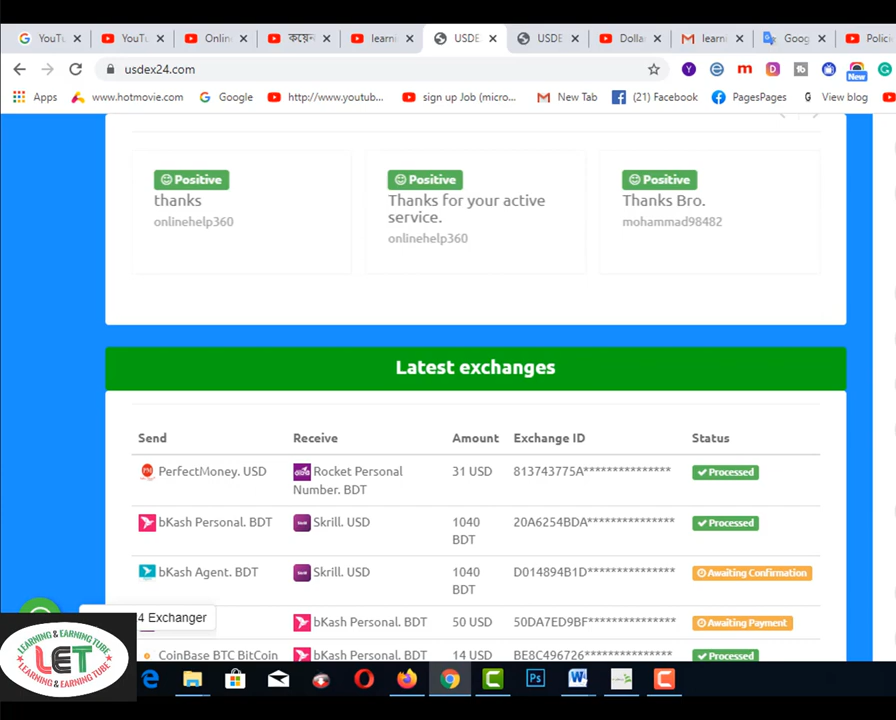 YouTu
YouTu
Onlin
কয়েন
learni
USDE
USDE
Dolla
learn
Goog
Policie
usdex24.com
New
Apps
www.hotmovie.com
Google
http://www.youtub...
sign up Job (micro...
New Tab
(21) Facebook
PagesPages
View blog
Positive
thanks
onlinehelp360
Positive
Thanks for your active
service.
onlinehelp360
Positive
Thanks Bro.
mohammad98482
Latest exchanges
Send Receive Amount Exchange ID Status
PerfectMoney. USD Rocket Personal 31 USD 813743775A*************** Processed
Number. BDT
bKash Personal. BDT Skrill. USD 1040 20A6254BDA*************** Processed
BDT
bKash Agent. BDT Skrill. USD 1040 D014894B1D*************** Awaiting Confirmation
BDT
4 Exchanger bKash Personal. BDT 50 USD 50DA7ED9BF*************** Awaiting Payment
CoinBase BTC BitCoin bKash Personal. BDT 14 USD BE8C496726*************** Processed
LEARNING & EARNING TUBE
LET
LEARNING & EARNING TUBE